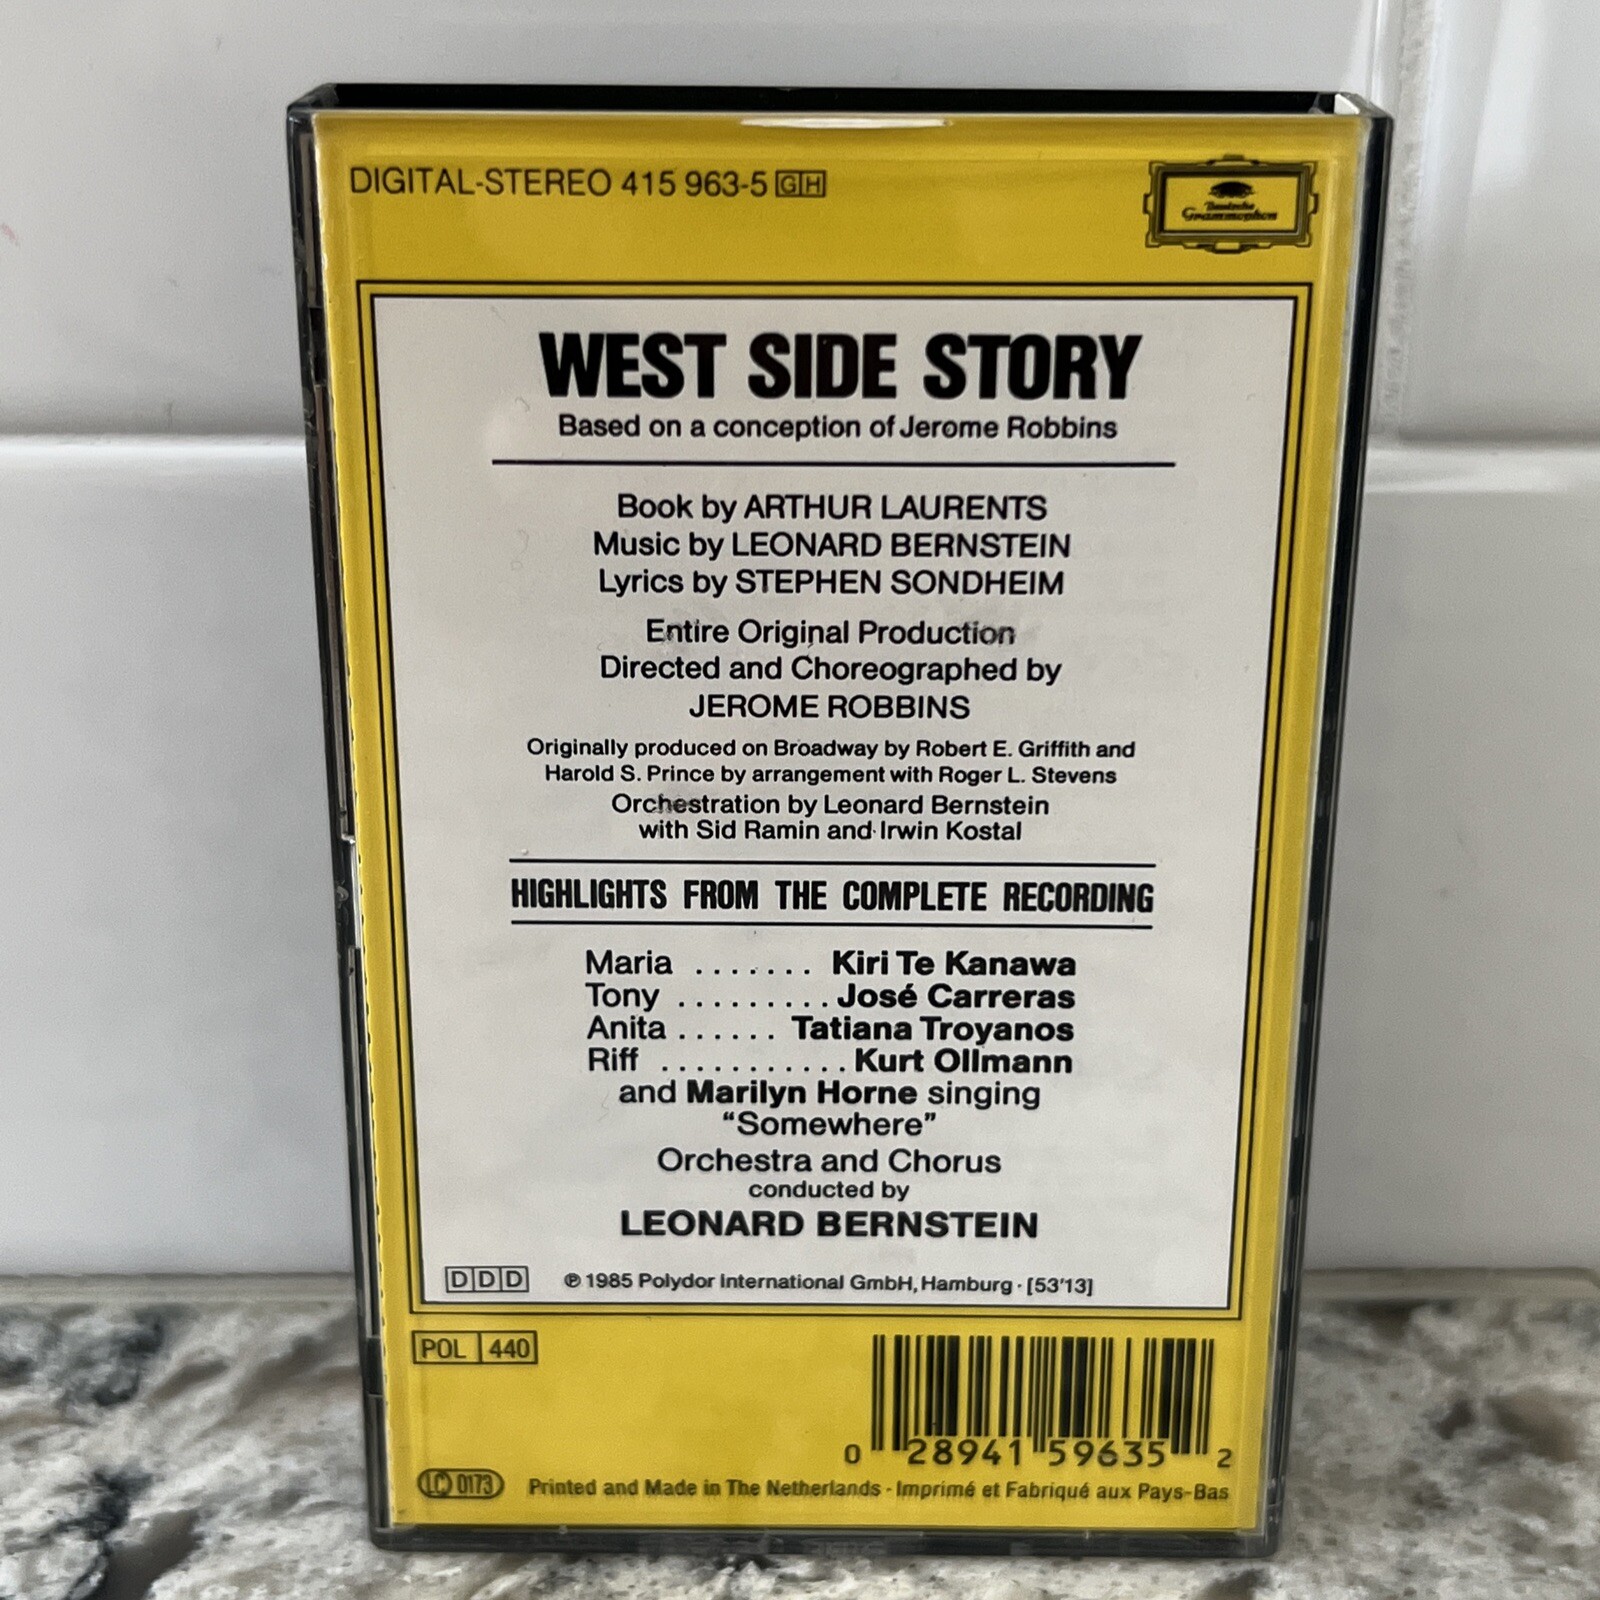 DIGITAL-STEREO 415 963-5 GH
Deutsche
Grammophon
WEST SIDE STORY
Based on a conception of Jerome Robbins
Book by ARTHUR LAURENTS
Music by LEONARD BERNSTEIN
Lyrics by STEPHEN SONDHEIM
Entire Original Production
Directed and Choreographed by
JEROME ROBBINS
Originally produced on Broadway by Robert E. Griffith and
Harold S. Prince by arrangement with Roger L. Stevens
Orchestration by Leonard Bernstein
with Sid Ramin and Irwin Kostal
HIGHLIGHTS FROM THE COMPLETE RECORDING
Maria ....... Kiri Te Kanawa
Tony ......... José Carreras
Anita ...... Tatiana Troyanos
Riff ........... Kurt Ollmann
and Marilyn Horne singing
“Somewhere”
Orchestra and Chorus
conducted by
LEONARD BERNSTEIN
DDD ℗ 1985 Polydor International GmbH, Hamburg · [53'13]
POL 440
0 28941 59635 2
LC 0173 Printed and Made in The Netherlands - Imprimé et Fabriqué aux Pays-Bas